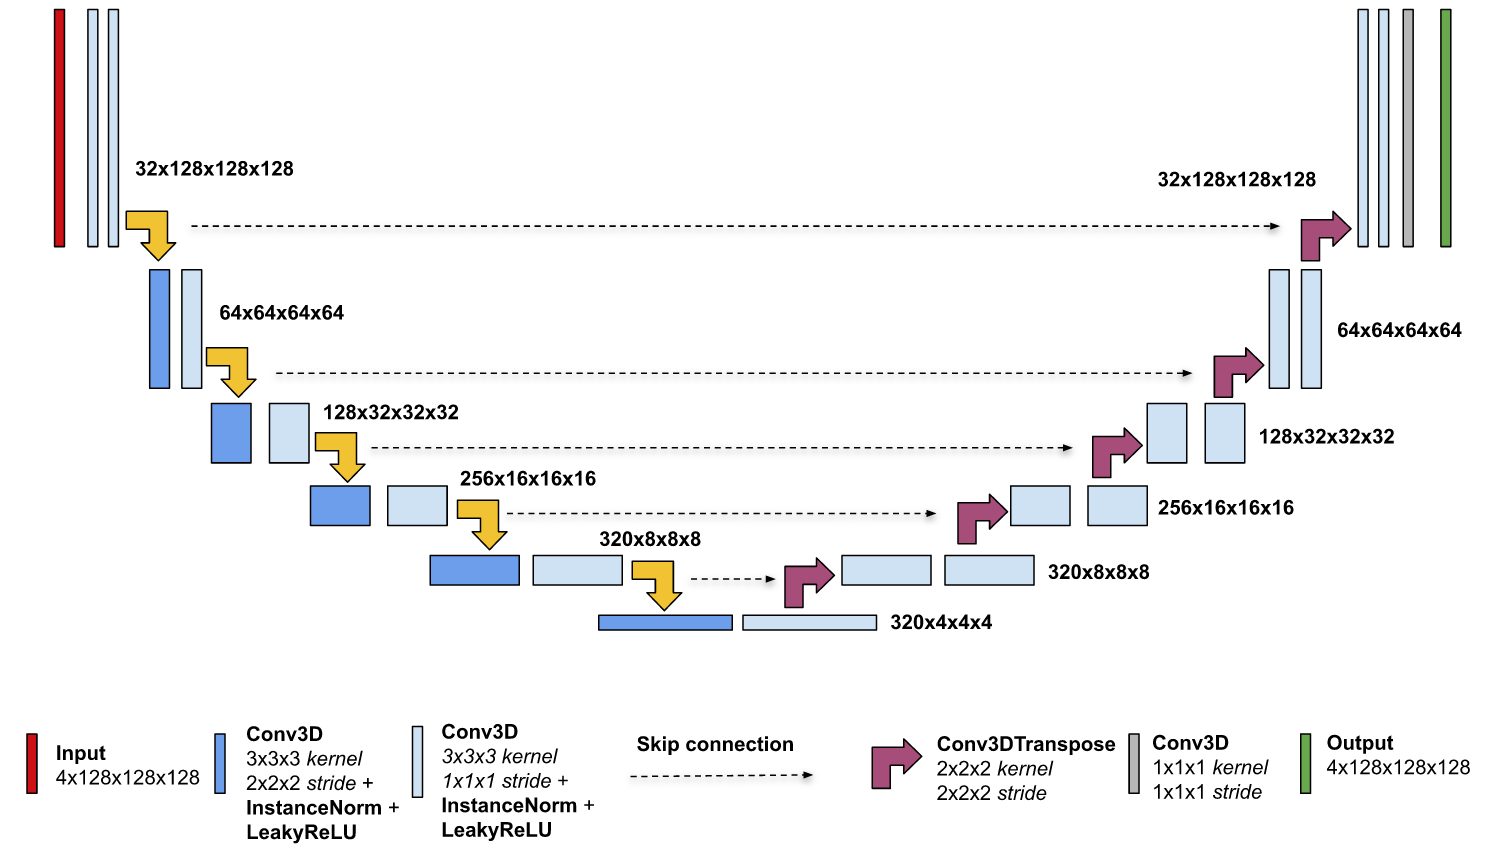 32x128x128x128
32x128x128x128
64x64x64x64
64x64x64x64
128x32x32x32
128x32x32x32
256x16x16x16
256x16x16x16
320x8x8x8
320x8x8x8
320x4x4x4
Input
4x128x128x128
Conv3D
3x3x3 kernel
2x2x2 stride +
InstanceNorm +
LeakyReLU
Conv3D
3x3x3 kernel
1x1x1 stride +
InstanceNorm +
LeakyReLU
Skip connection
Conv3DTranspose
2x2x2 kernel
2x2x2 stride
Conv3D
1x1x1 kernel
1x1x1 stride
Output
4x128x128x128